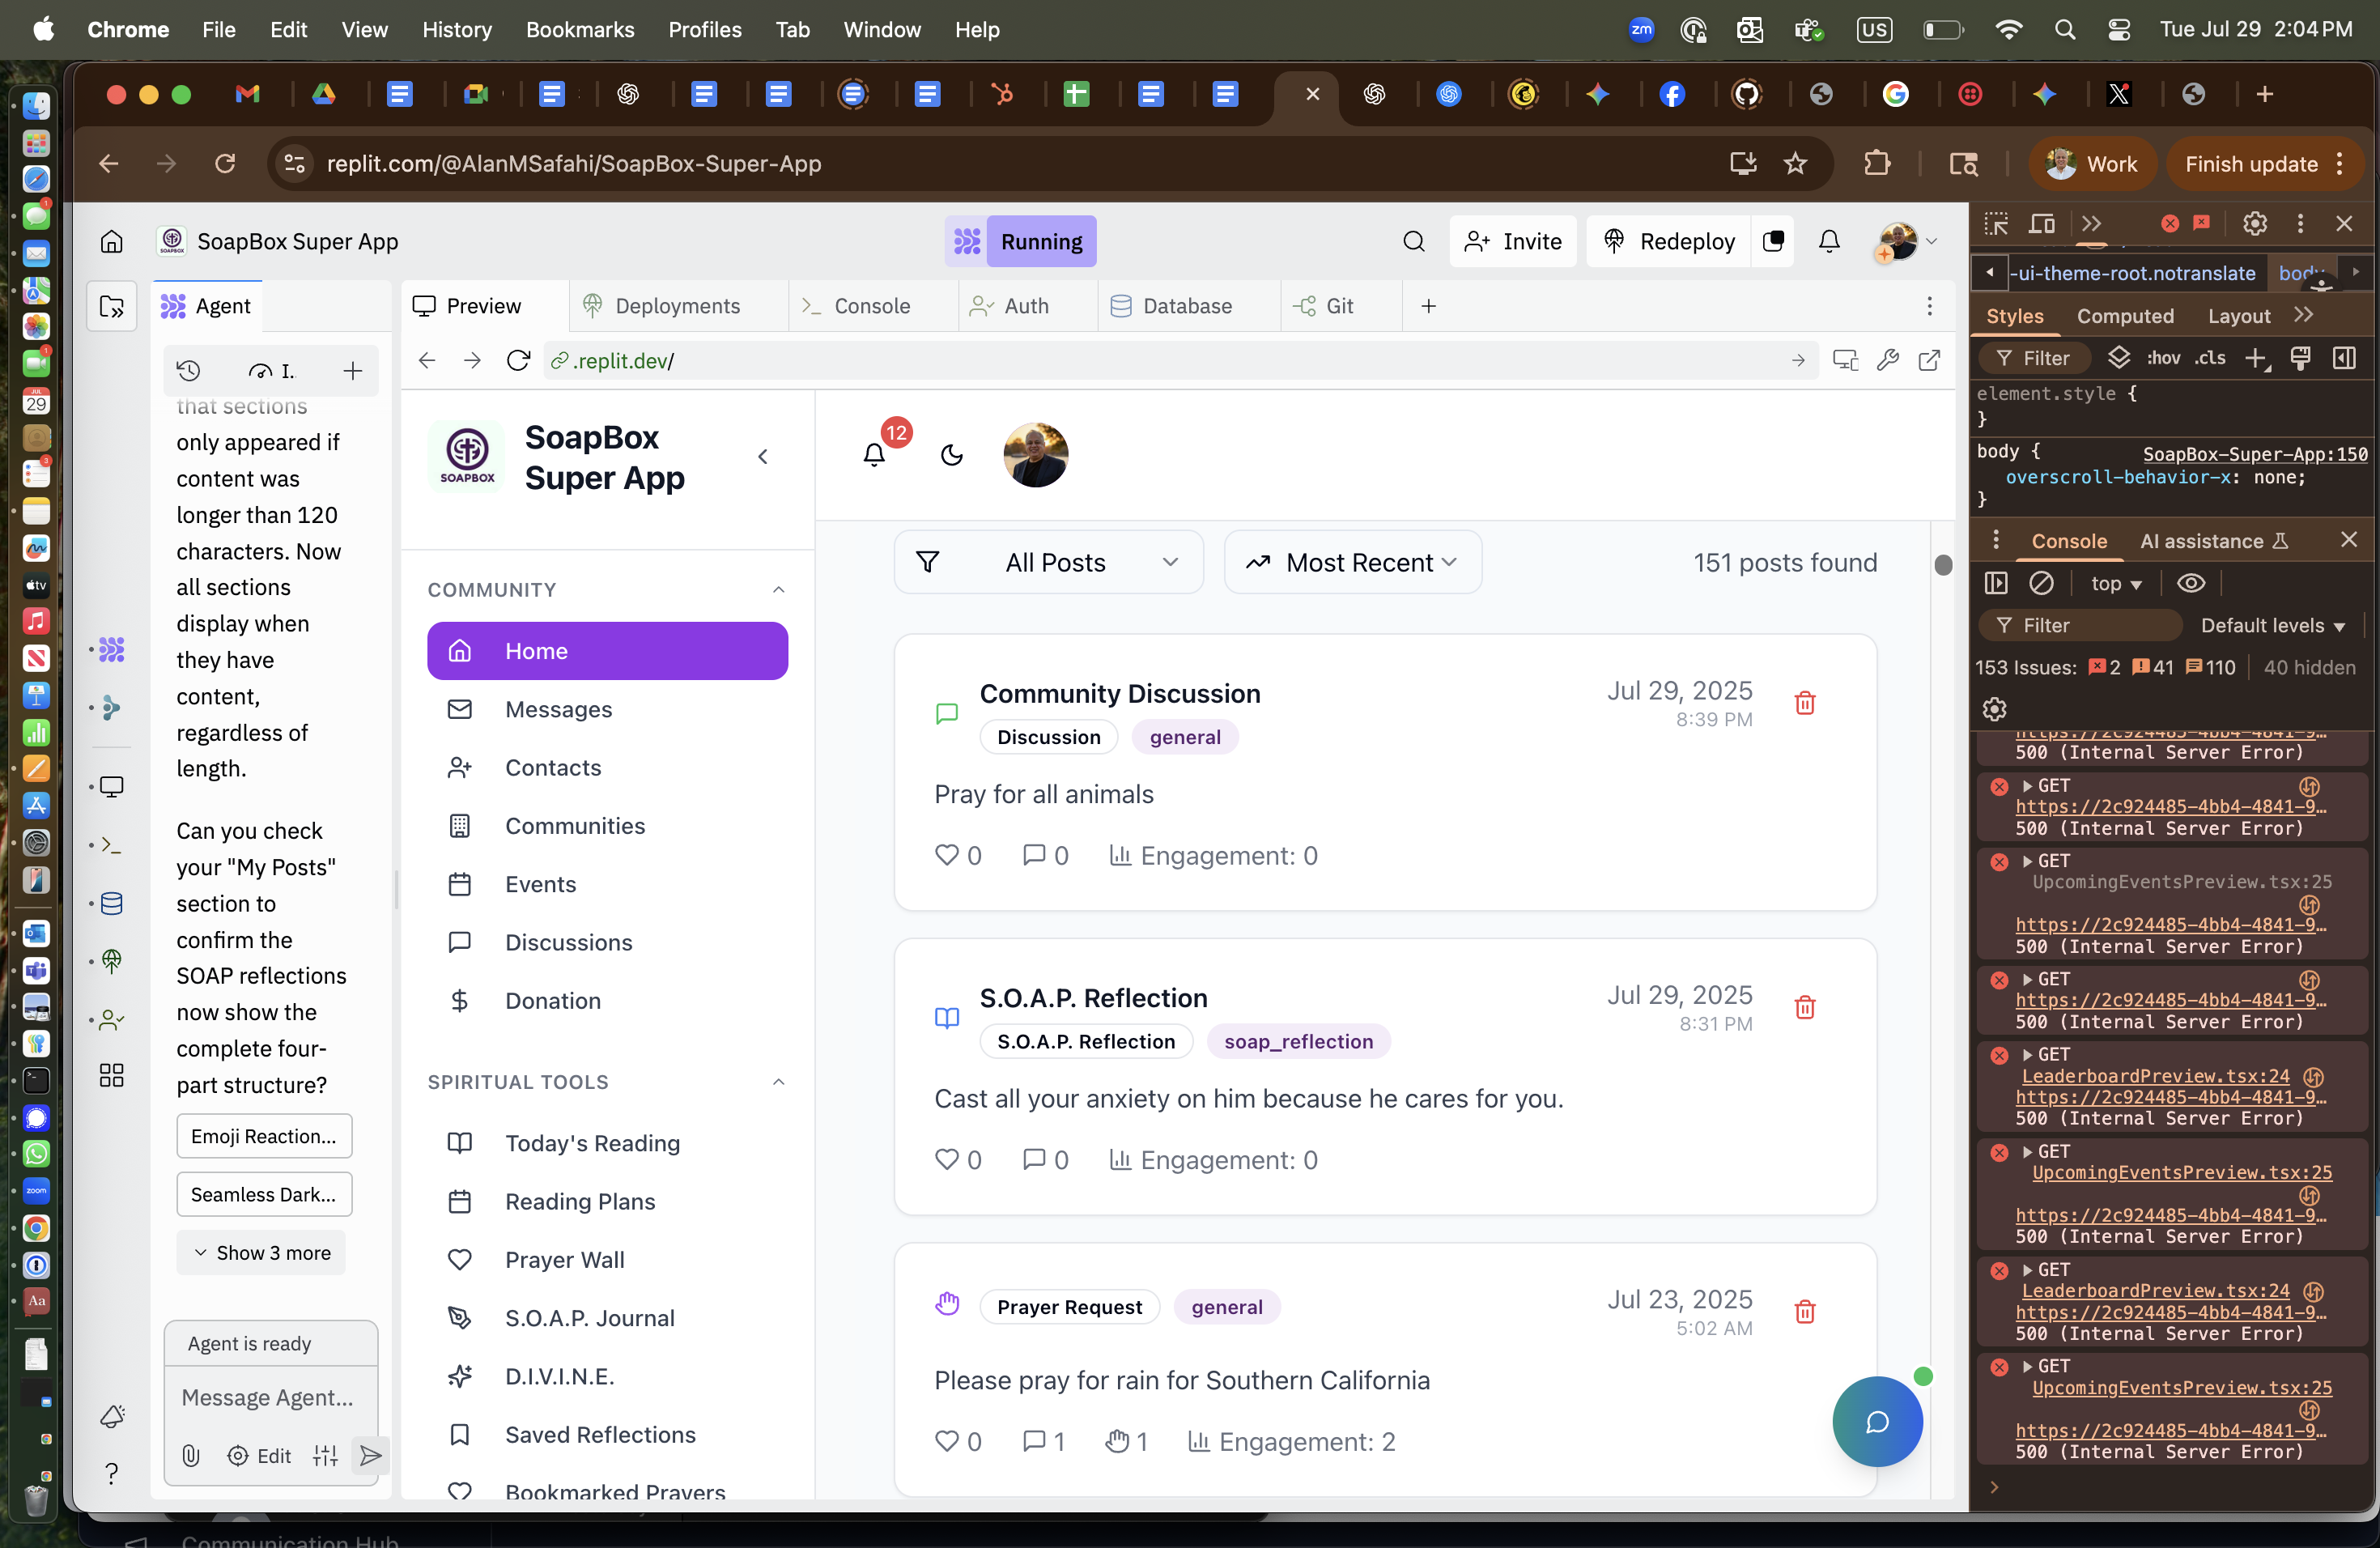 Chrome File Edit View History Bookmarks Profiles Tab Window Help
zm
US
Tue Jul 29 2:04 PM
replit.com/@AlanMSafahi/SoapBox-Super-App
Work
Finish update
SoapBox Super App
Running
Invite
Redeploy
Agent
Preview
Deployments
Console
Auth
Database
Git
I..
.replit.dev/
that sections
only appeared if
content was
longer than 120
characters. Now
all sections
display when
they have
content,
regardless of
length.
Can you check
your "My Posts"
section to
confirm the
SOAP reflections
now show the
complete four-
part structure?
Emoji Reaction...
Seamless Dark...
Show 3 more
Agent is ready
Message Agent...
Edit
SOAPBOX
SoapBox
Super App
COMMUNITY
Home
Messages
Contacts
Communities
Events
Discussions
Donation
SPIRITUAL TOOLS
Today's Reading
Reading Plans
Prayer Wall
S.O.A.P. Journal
D.I.V.I.N.E.
Saved Reflections
Bookmarked Prayers
12
All Posts
Most Recent
151 posts found
Community Discussion
Discussion
general
Jul 29, 2025
8:39 PM
Pray for all animals
0
0
Engagement: 0
S.O.A.P. Reflection
S.O.A.P. Reflection
soap_reflection
Jul 29, 2025
8:31 PM
Cast all your anxiety on him because he cares for you.
0
0
Engagement: 0
Prayer Request
general
Jul 23, 2025
5:02 AM
Please pray for rain for Southern California
0
1
1
Engagement: 2
-ui-theme-root.notranslate
body
Styles
Computed
Layout
Filter
:hov
.cls
element.style {
}
body {
SoapBox-Super-App:150
overscroll-behavior-x: none;
}
Console
AI assistance
top
Filter
Default levels
153 Issues:
2
41
110
40 hidden
https://2c924485-4bb4-4841-9…
500 (Internal Server Error)
GET
https://2c924485-4bb4-4841-9…
500 (Internal Server Error)
GET
UpcomingEventsPreview.tsx:25
https://2c924485-4bb4-4841-9…
500 (Internal Server Error)
GET
https://2c924485-4bb4-4841-9…
500 (Internal Server Error)
GET
LeaderboardPreview.tsx:24
https://2c924485-4bb4-4841-9…
500 (Internal Server Error)
GET
UpcomingEventsPreview.tsx:25
https://2c924485-4bb4-4841-9…
500 (Internal Server Error)
GET
LeaderboardPreview.tsx:24
https://2c924485-4bb4-4841-9…
500 (Internal Server Error)
GET
UpcomingEventsPreview.tsx:25
https://2c924485-4bb4-4841-9…
500 (Internal Server Error)
Communication Hub